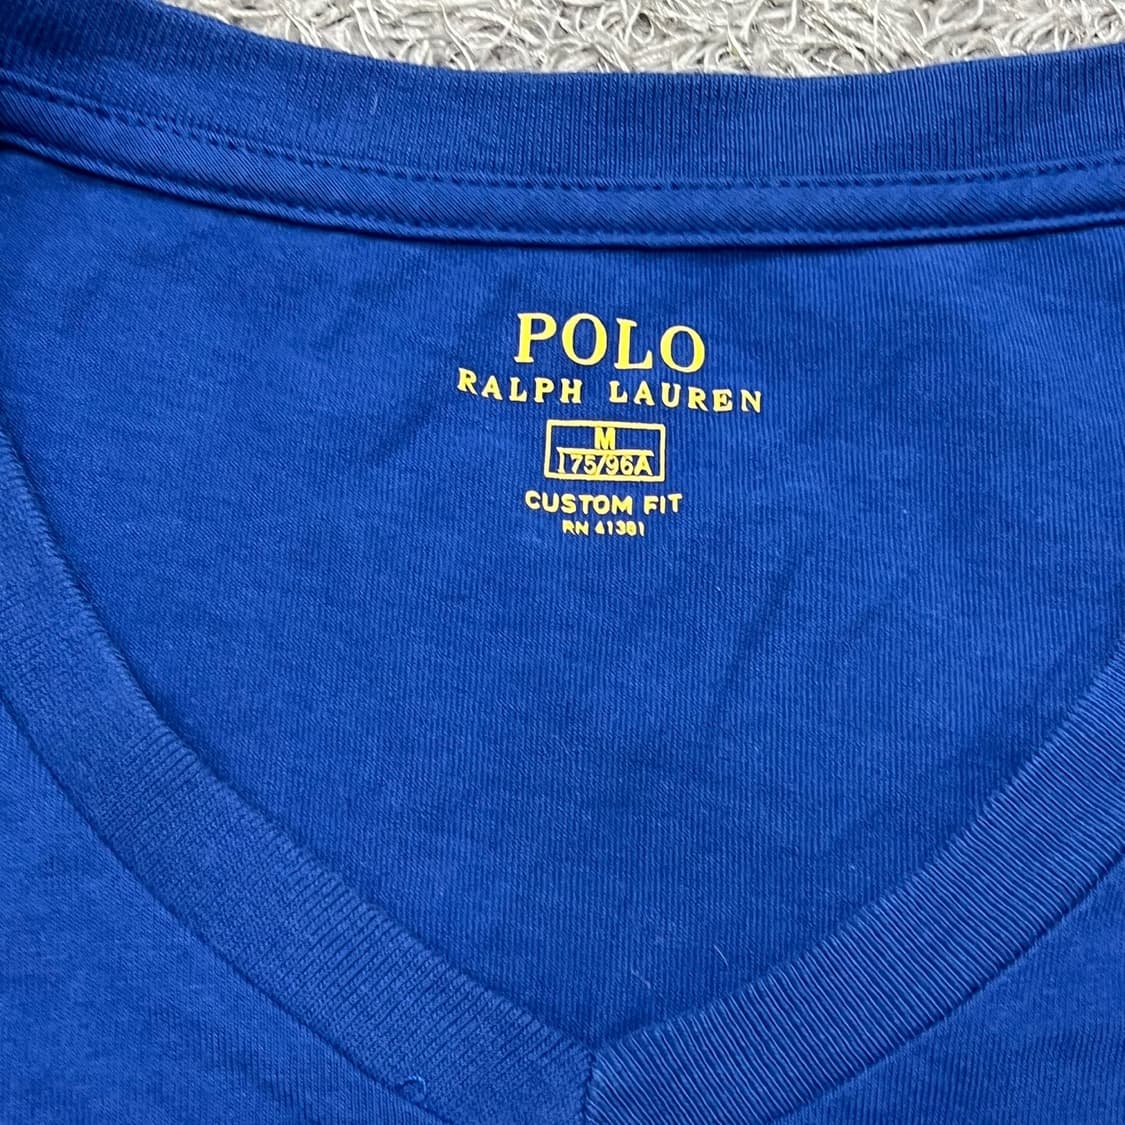 POLO
RALPH LAUREN
M
175/96A
CUSTOM FIT
RN 41381